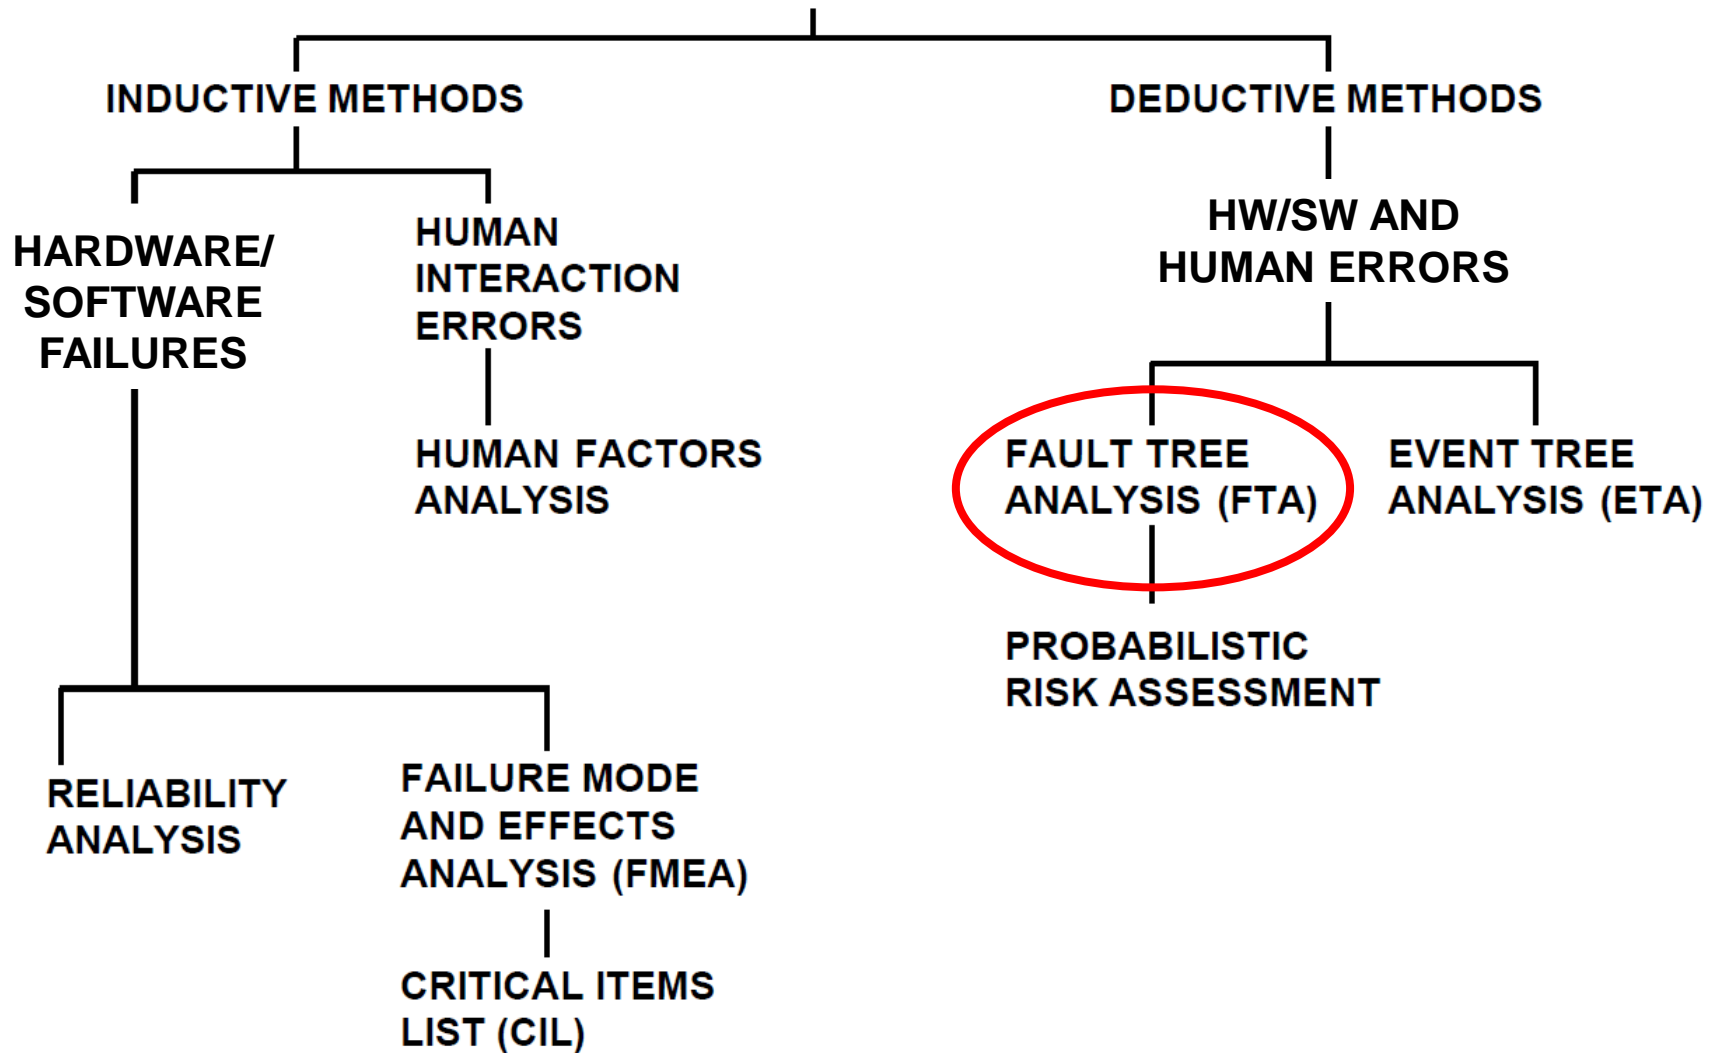 INDUCTIVE METHODS
DEDUCTIVE METHODS
HARDWARE/
SOFTWARE
FAILURES
HUMAN
INTERACTION
ERRORS
HW/SW AND
HUMAN ERRORS
HUMAN FACTORS
ANALYSIS
FAULT TREE
ANALYSIS (FTA)
EVENT TREE
ANALYSIS (ETA)
PROBABILISTIC
RISK ASSESSMENT
RELIABILITY
ANALYSIS
FAILURE MODE
AND EFFECTS
ANALYSIS (FMEA)
CRITICAL ITEMS
LIST (CIL)